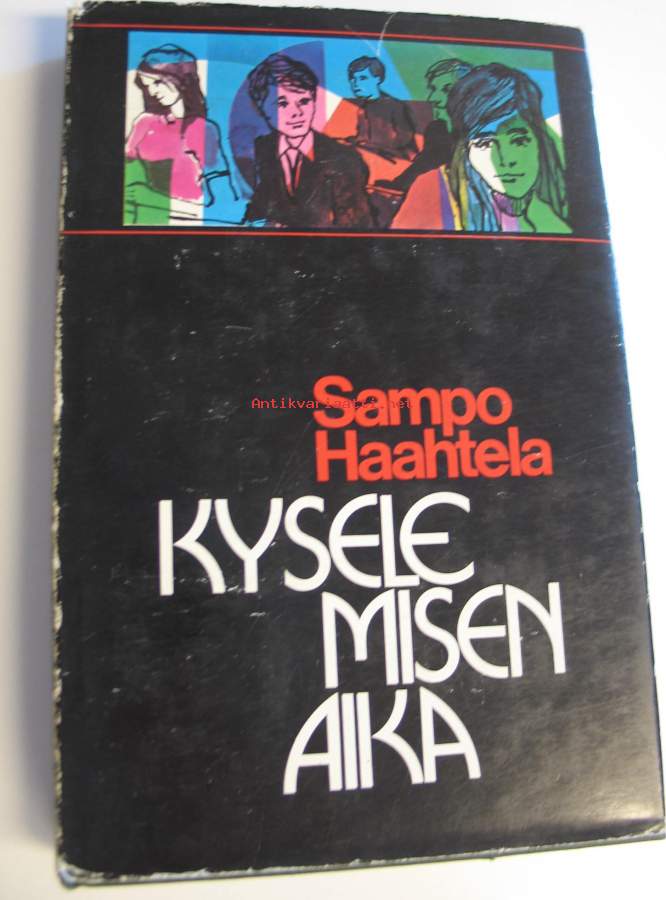 Sampo
Antikvariaatti.net
Haahtela
KYSELE
MISEN
AIKA